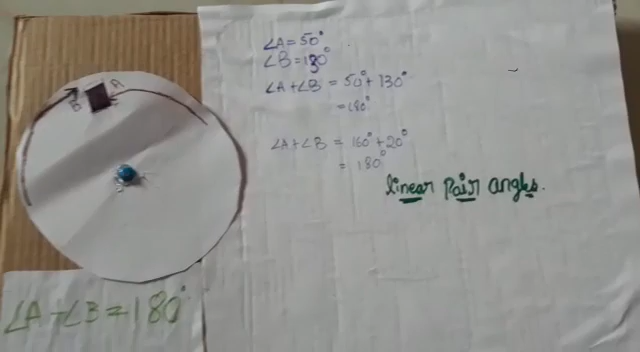 ∠A = 50°
∠B = 130°
∠A+∠B = 50°+130°
= 180°
∠A+∠B = 160°+20°
= 180°
linear Pair angles.
B A
∠A+∠B = 180°